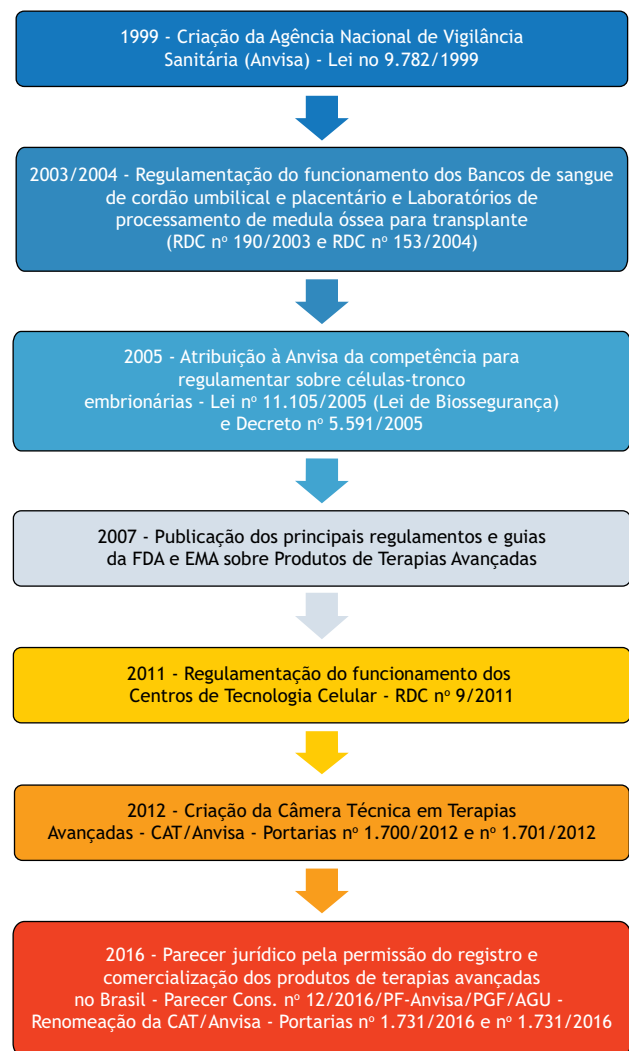 1999 - Criação da Agência Nacional de Vigilância
Sanitária (Anvisa) - Lei no 9.782/1999
2003/2004 - Regulamentação do funcionamento dos Bancos de sangue
de cordão umbilical e placentário e Laboratórios de
processamento de medula óssea para transplante
(RDC nº 190/2003 e RDC nº 153/2004)
2005 - Atribuição à Anvisa da competência para
regulamentar sobre células-tronco
embrionárias - Lei nº 11.105/2005 (Lei de Biossegurança)
e Decreto nº 5.591/2005
2007 - Publicação dos principais regulamentos e guias
da FDA e EMA sobre Produtos de Terapias Avançadas
2011 - Regulamentação do funcionamento dos
Centros de Tecnologia Celular - RDC nº 9/2011
2012 - Criação da Câmera Técnica em Terapias
Avançadas - CAT/Anvisa - Portarias nº 1.700/2012 e nº 1.701/2012
2016 - Parecer jurídico pela permissão do registro e
comercialização dos produtos de terapias avançadas
no Brasil - Parecer Cons. nº 12/2016/PF-Anvisa/PGF/AGU -
Renomeação da CAT/Anvisa - Portarias nº 1.731/2016 e nº 1.731/2016